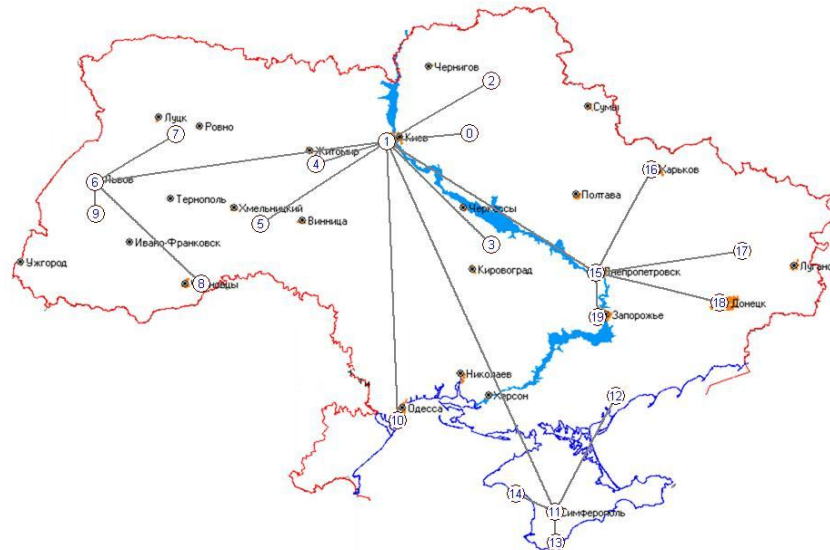 Чернигов
2
Сумы
Луцк
7
Ровно
1
Киев
0
Житомир
4
16
Харьков
6
Львов
9
Тернополь
Хмельницкий
5
Винница
Полтава
Черкассы
3
Ивано-Франковск
17
Ужгород
8
Кировоград
15
Днепропетровск
18
Донецк
19
Запорожье
Николаев
Херсон
12
10
Одесса
14
11
Симферополь
13